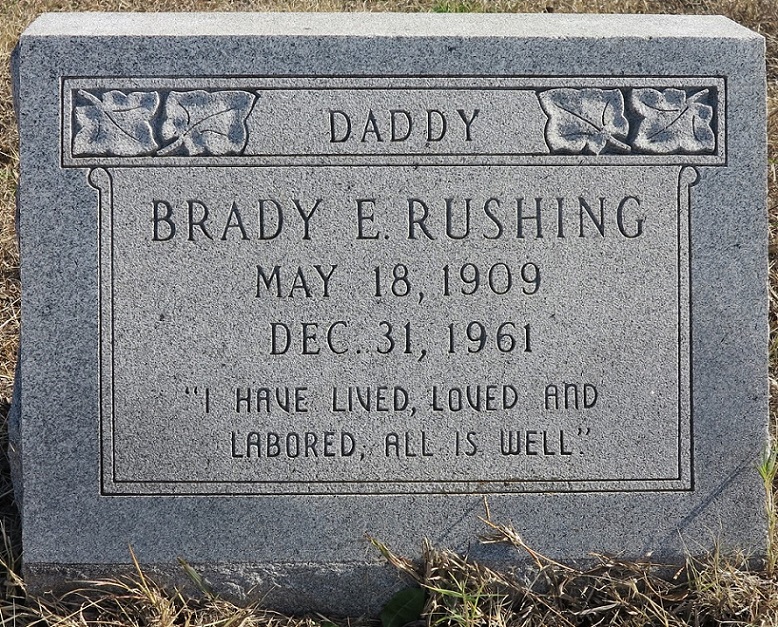 DADDY
BRADY E. RUSHING
MAY 18, 1909
DEC. 31, 1961
"I HAVE LIVED, LOVED AND
LABORED, ALL IS WELL."